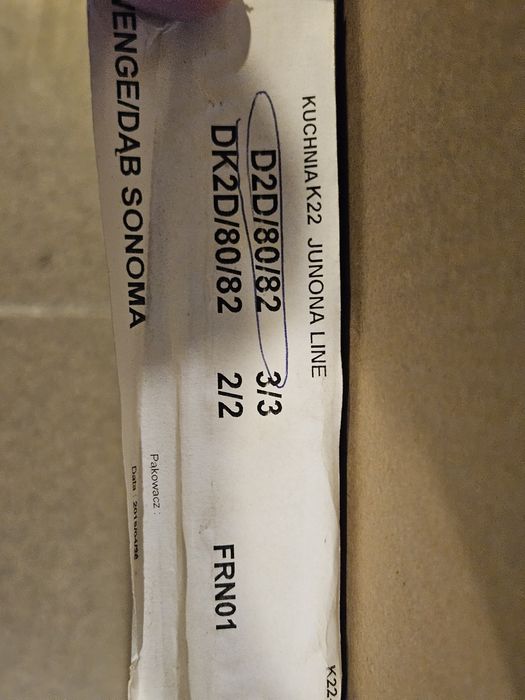 KUCHNIA K22 JUNONA LINE
K22
D2D/80/82 3/3
DK2D/80/82 2/2 FRN01
Pakowacz :
Data :
VENGE/DĄB SONOMA